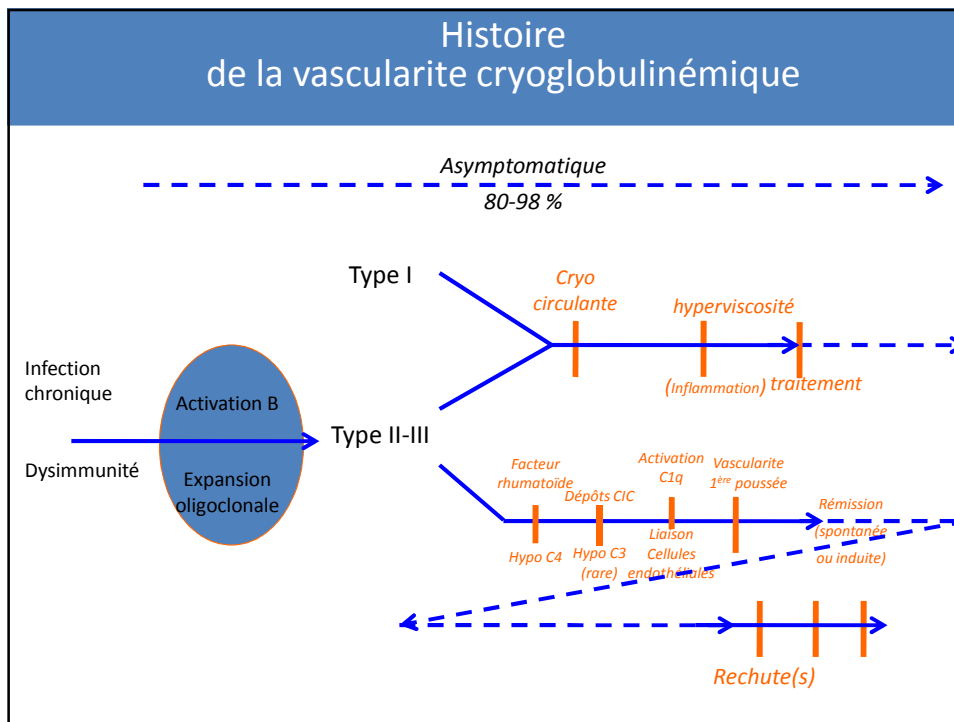 Histoire
de la vascularite cryoglobulinémique
Asymptomatique
80-98 %
Type I
Cryo
circulante
hyperviscosité
(Inflammation)
traitement
Infection
chronique
Dysimmunité
Activation B
Expansion
oligoclonale
Type II-III
Facteur
rhumatoïde
Hypo C4
Dépôts CIC
Hypo C3
(rare)
Activation
C1q
Liaison
Cellules
endothéliales
Vascularite
1ère poussée
Rémission
(spontanée
ou induite)
Rechute(s)